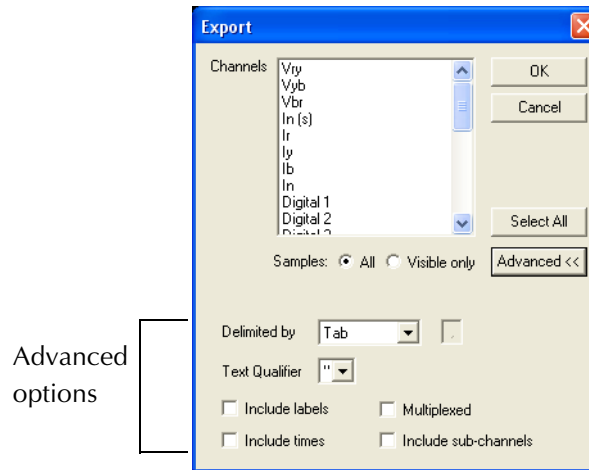 Export
Channels
Vry
Vyb
Vbr
In (s)
Ir
Iy
Ib
In
Digital 1
Digital 2
Digital 3
OK
Cancel
Select All
Samples: All Visible only
Advanced <<
Advanced options
Delimited by Tab ,
Text Qualifier "
Include labels Multiplexed
Include times Include sub-channels